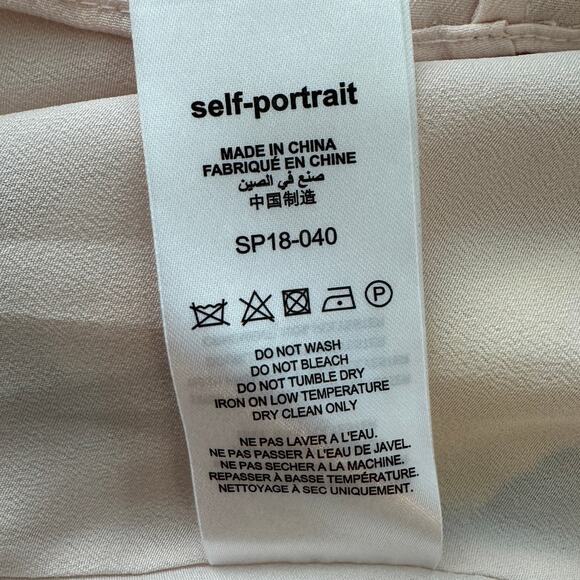 self-portrait
MADE IN CHINA
FABRIQUÉ EN CHINE
صنع في الصين
中国制造
SP18-040
P
DO NOT WASH
DO NOT BLEACH
DO NOT TUMBLE DRY
IRON ON LOW TEMPERATURE
DRY CLEAN ONLY
NE PAS LAVER A L'EAU.
NE PAS PASSER À L'EAU DE JAVEL.
NE PAS SECHER A LA MACHINE.
REPASSER À BASSE TEMPÉRATURE.
NETTOYAGE À SEC UNIQUEMENT.